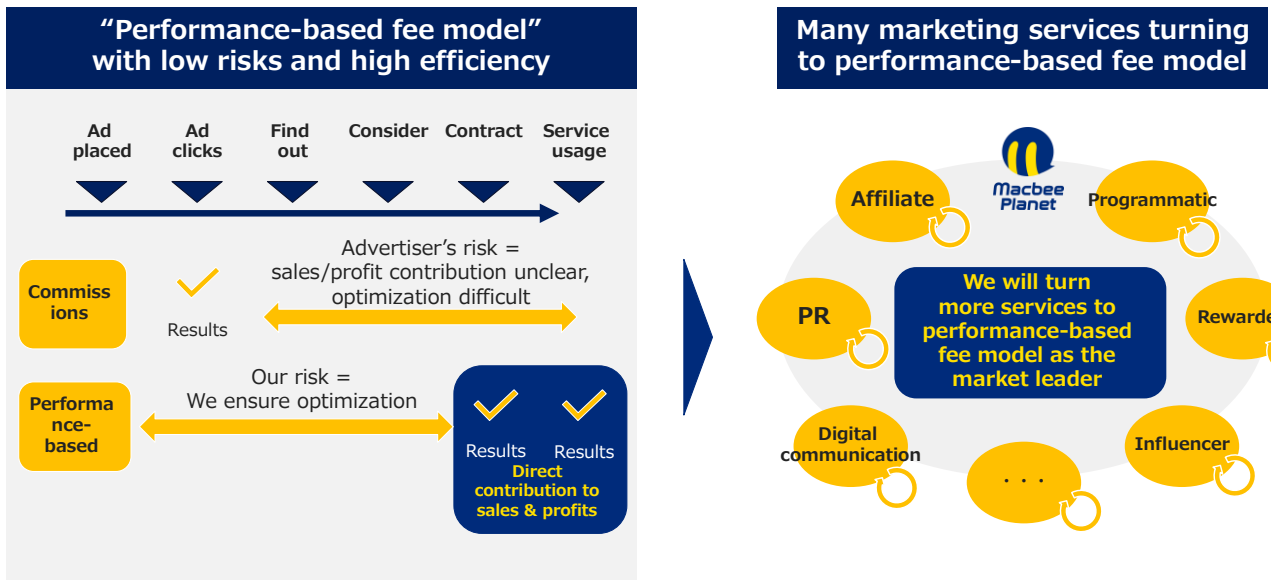 “Performance-based fee model”
with low risks and high efficiency
Ad
placed
Ad
clicks
Find
out
Consider
Contract
Service
usage
Commiss
ions
Results
Advertiser’s risk =
sales/profit contribution unclear,
optimization difficult
Performa
nce-
based
Our risk =
We ensure optimization
Results
Results
Direct
contribution to
sales & profits
Many marketing services turning
to performance-based fee model
Macbee
Planet
Affiliate
Programmatic
PR
We will turn
more services to
performance-based
fee model as the
market leader
Rewarde
Digital
communication
Influencer
・・・